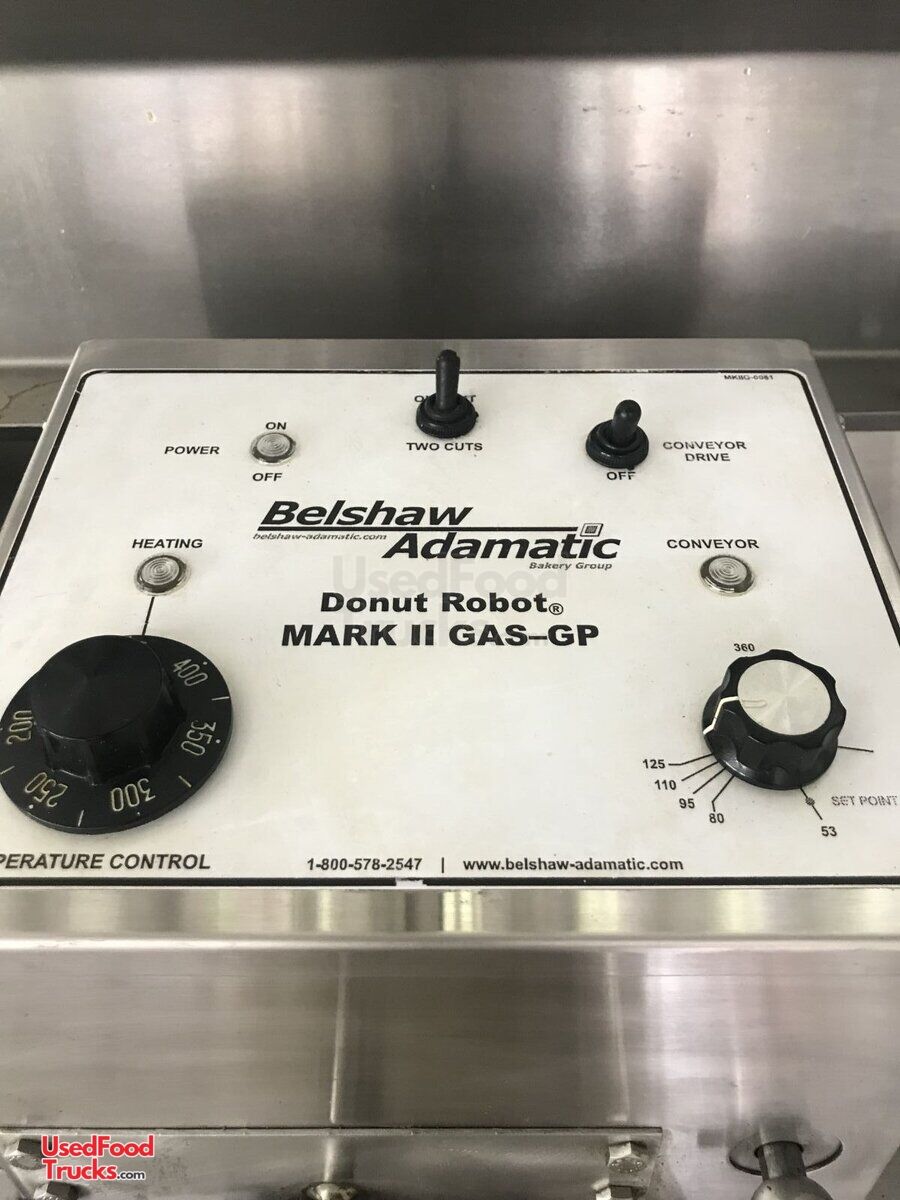 MKIIG-0081
ON
POWER
OFF
TWO CUTS
CONVEYOR
DRIVE
OFF
Belshaw
belshaw-adamatic.com
Adamatic
Bakery Group
HEATING
CONVEYOR
UsedFood
Donut Robot®
MARK II GAS–GP
360
400
350
300
250
200
125
110
95
80
SET POINT
53
PERATURE CONTROL
1-800-578-2547 | www.belshaw-adamatic.com
UsedFood
Trucks.com